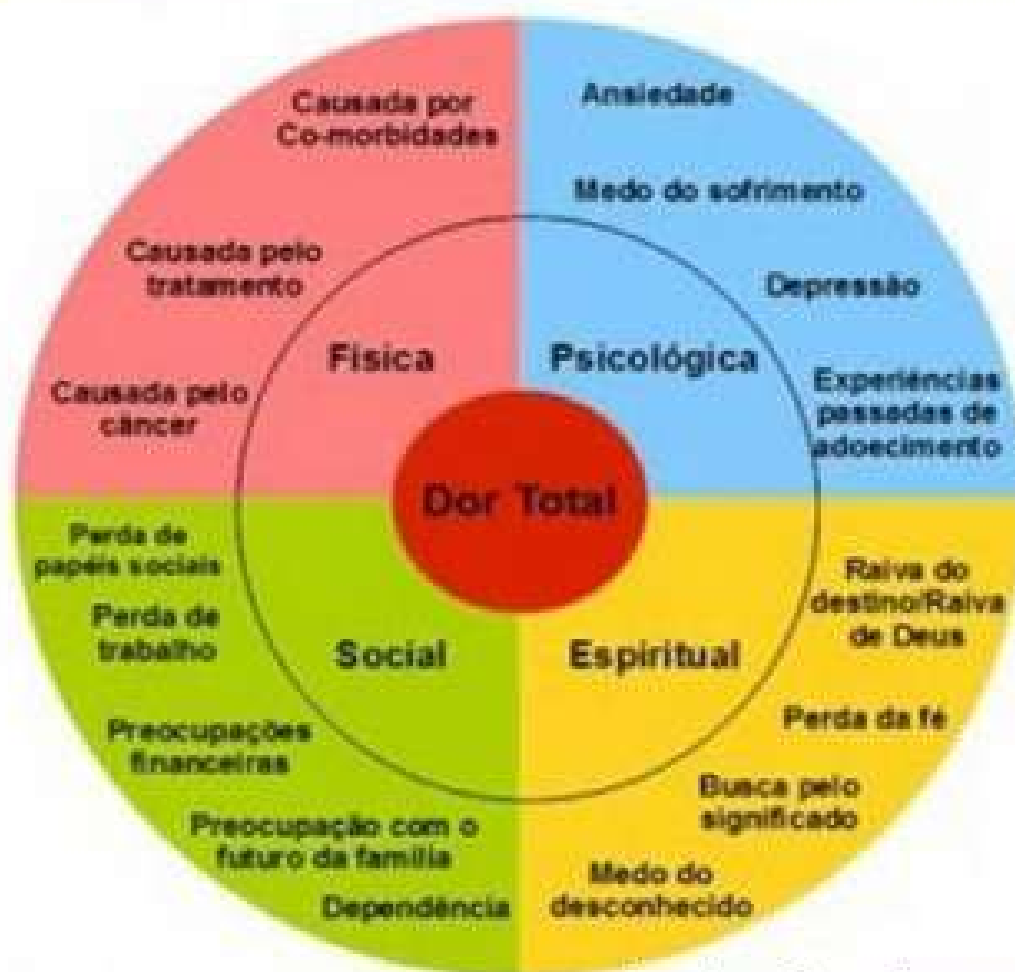 Causada por
Co-morbidades
Causada pelo
tratamento
Causada pelo
câncer
Física
Ansiedade
Medo do sofrimento
Depressão
Experiências
passadas de
adoecimento
Psicológica
Dor Total
Perda de
papéis sociais
Perda de
trabalho
Preocupações
financeiras
Preocupação com o
futuro da família
Dependência
Social
Espiritual
Raiva do
destino/Raiva
de Deus
Perda da fé
Busca pelo
significado
Medo do
desconhecido